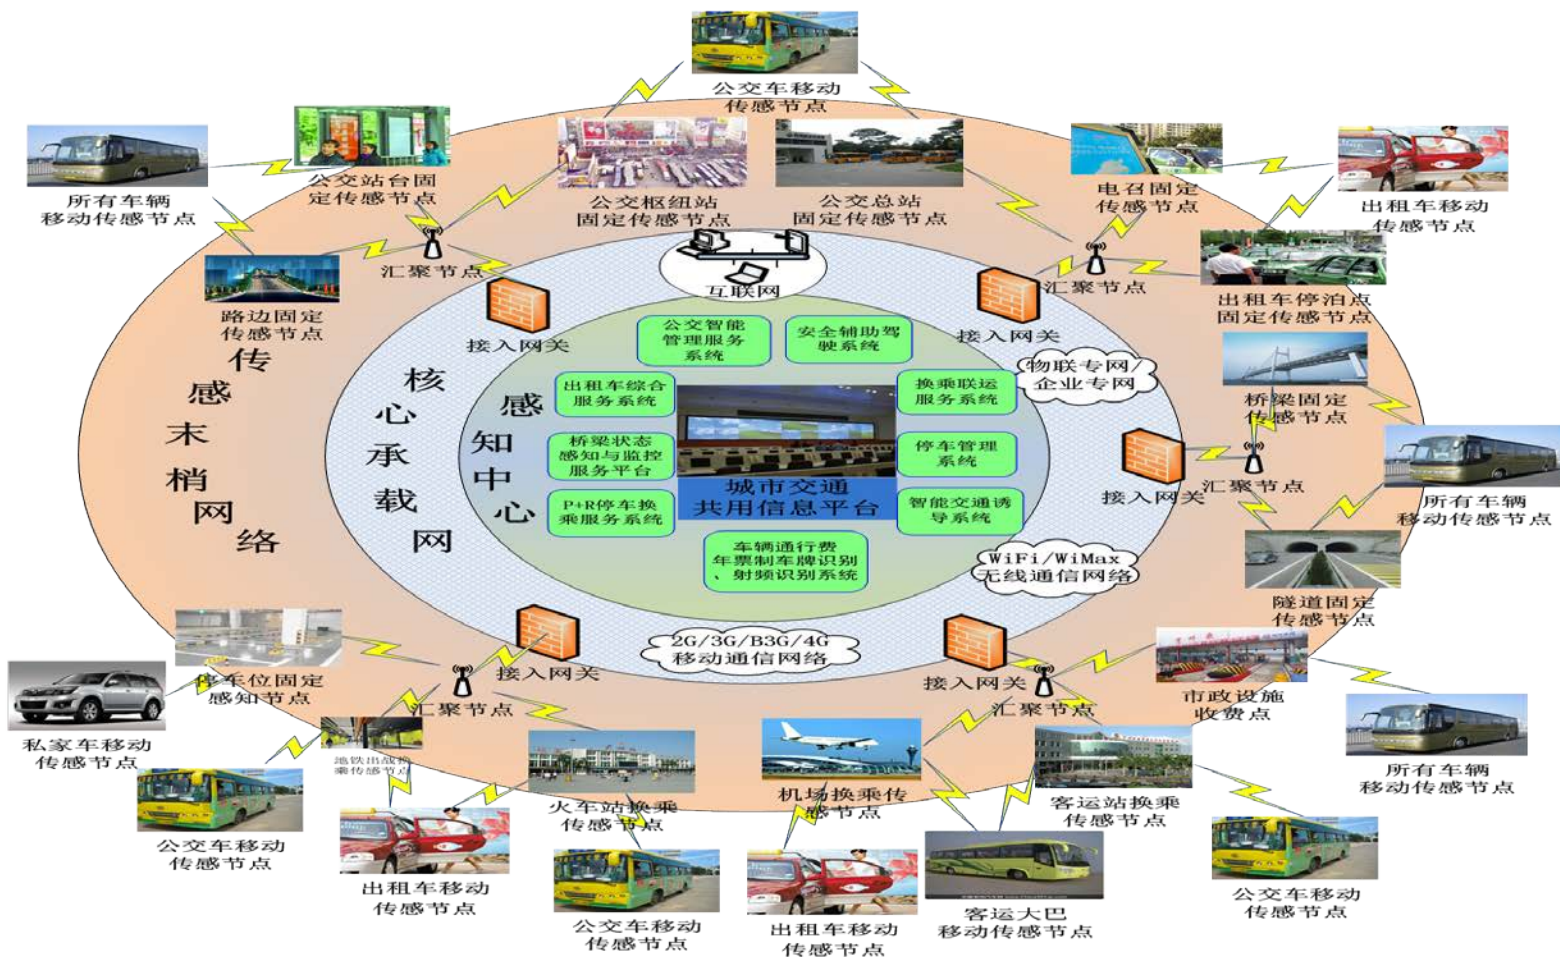 公交车移动
传感节点
公交站台固
定传感节点
所有车辆
移动传感节点
公交枢纽站
固定传感节点
公交总站
固定传感节点
电召固定
传感节点
出租车移动
传感节点
汇聚节点
汇聚节点
互联网
路边固定
传感节点
出租车停泊点
固定传感节点
接入网关
接入网关
传感末梢网络
核心承载网
感知中心
公交智能
管理服务
系统
安全辅助驾
驶系统
出租车综合
服务系统
换乘联运
服务系统
物联专网/
企业专网
桥梁固定
传感节点
桥梁状态
感知与监控
服务平台
停车管理
系统
P+R停车换
乘服务系统
城市交通
共用信息平台
智能交通诱
导系统
接入网关
汇聚节点
所有车辆
移动传感节点
车辆通行费
年票制车牌识别
、射频识别系统
WiFi/WiMax
无线通信网络
隧道固定
传感节点
2G/3G/B3G/4G
移动通信网络
接入网关
接入网关
停车位固定
感知节点
汇聚节点
汇聚节点
市政设施
收费点
私家车移动
传感节点
地铁出战换
乘传感节点
火车站换乘
传感节点
机场换乘传
感节点
客运站换乘
传感节点
所有车辆
移动传感节点
公交车移动
传感节点
出租车移动
传感节点
公交车移动
传感节点
出租车移动
传感节点
客运大巴
移动传感节点
公交车移动
传感节点